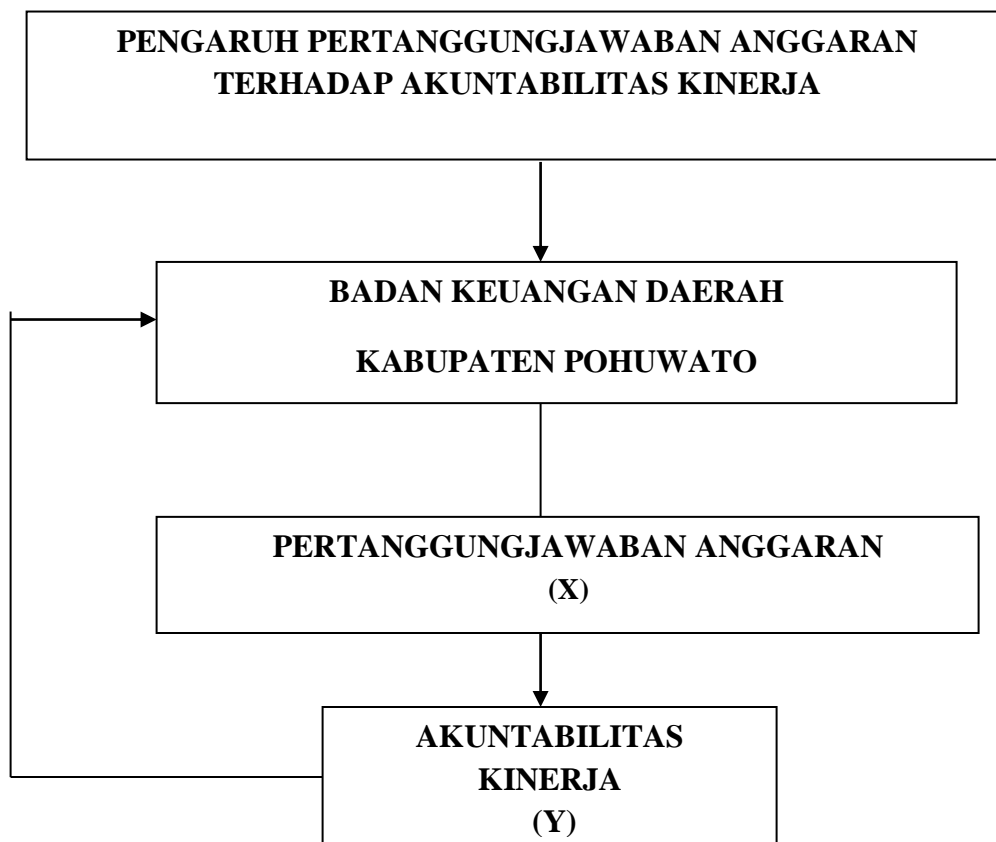 PENGARUH PERTANGGUNGJAWABAN ANGGARAN
TERHADAP AKUNTABILITAS KINERJA
BADAN KEUANGAN DAERAH
KABUPATEN POHUWATO
PERTANGGUNGJAWABAN ANGGARAN
(X)
AKUNTABILITAS
KINERJA
(Y)